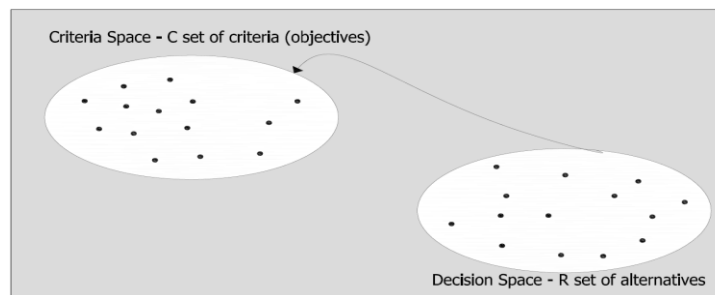 Criteria Space - C set of criteria (objectives)
Decision Space - R set of alternatives